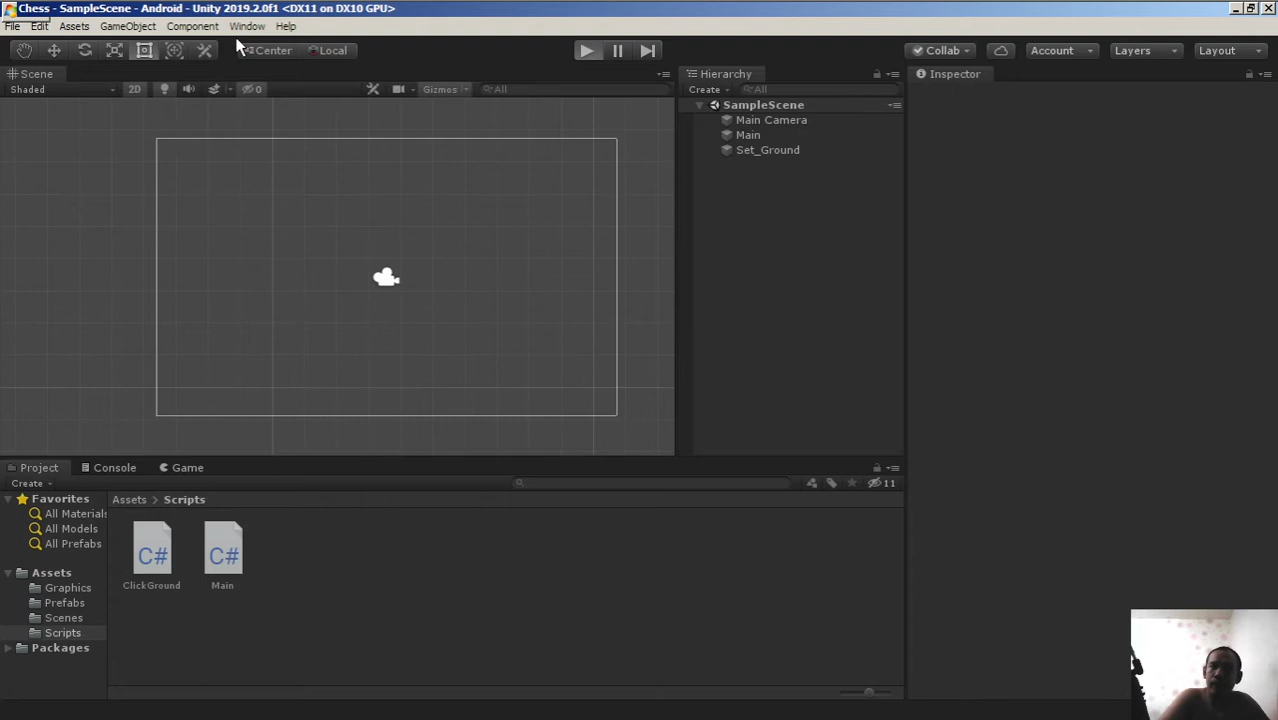 Chess - SampleScene - Android - Unity 2019.2.0f1 <DX11 on DX10 GPU>
File Edit Assets GameObject Component Window Help
Center Local Collab Account Layers Layout
Scene Hierarchy Inspector
Shaded 2D 0 Gizmos All Create All
SampleScene
Main Camera
Main
Set_Ground
Project Console Game
Create 11
Favorites
All Materials
All Models
All Prefabs
Assets
Graphics
Prefabs
Scenes
Scripts
Packages
Assets > Scripts
C# C#
ClickGround Main